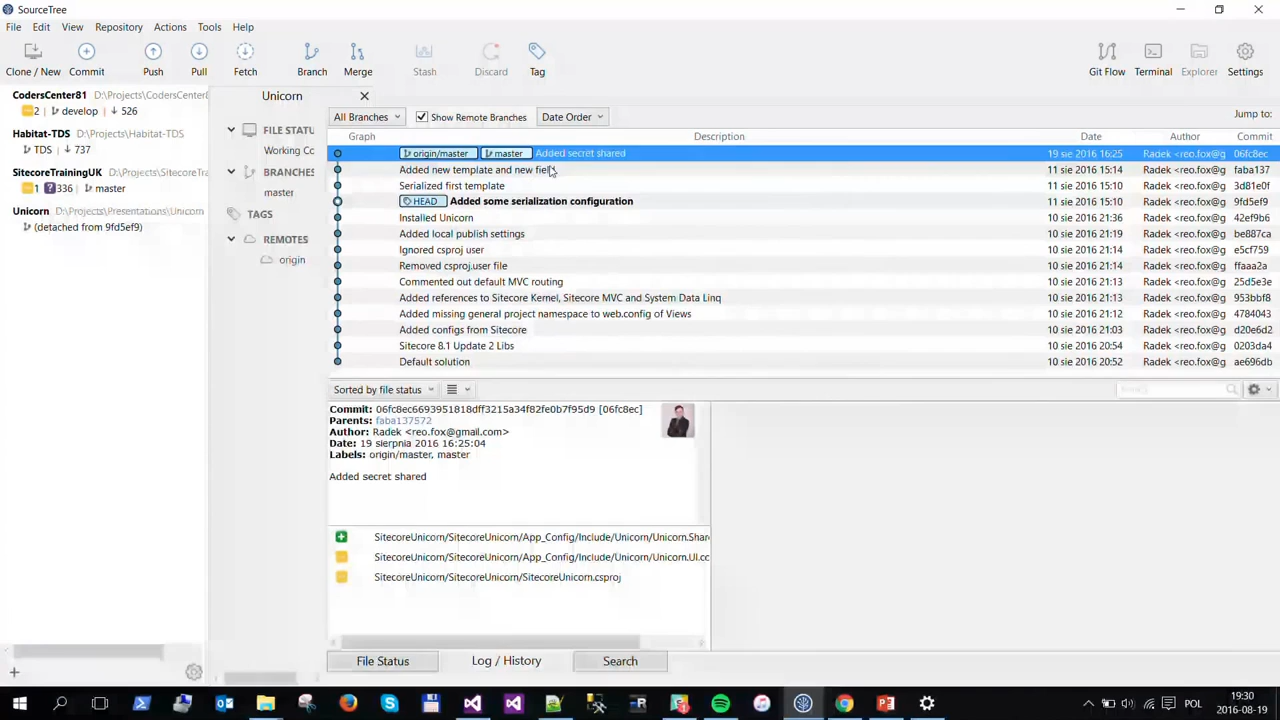 SourceTree
File Edit View Repository Actions Tools Help
Clone / New Commit Push Pull Fetch Branch Merge Stash Discard Tag Git Flow Terminal Explorer Settings
CodersCenter81 D:\Projects\CodersCenter8
2 develop 526
Habitat-TDS D:\Projects\Habitat-TDS
TDS 737
SitecoreTemplateUK D:\Projects\SitecoreTra
1 ? 336 master
Unicorn D:\Projects\Presentations\Unicorn
(detached from 9fd5ef9)
Unicorn
FILE STATU
Working Co
BRANCHES
master
TAGS
REMOTES
origin
All Branches Show Remote Branches Date Order Jump to:
Graph Description Date Author Commit
origin/master master Added secret shared 19 sie 2016 16:25 Radek <reo.fox@g 06fc8ec
Added new template and new field 11 sie 2016 15:14 Radek <reo.fox@g faba137
Serialized first template 11 sie 2016 15:10 Radek <reo.fox@g 3d81e0f
HEAD Added some serialization configuration 11 sie 2016 15:10 Radek <reo.fox@g 9fd5ef9
Installed Unicorn 10 sie 2016 21:36 Radek <reo.fox@g 42ef9b6
Added local publish settings 10 sie 2016 21:19 Radek <reo.fox@g be887ca
Ignored csproj user 10 sie 2016 21:14 Radek <reo.fox@g e5cf759
Removed csproj.user file 10 sie 2016 21:14 Radek <reo.fox@g ffaaa2a
Commented out default MVC routing 10 sie 2016 21:13 Radek <reo.fox@g 25d5e3e
Added references to Sitecore Kernel, Sitecore MVC and System Data Linq 10 sie 2016 21:13 Radek <reo.fox@g 953bbf8
Added missing general project namespace to web.config of Views 10 sie 2016 21:12 Radek <reo.fox@g 4784043
Added configs from Sitecore 10 sie 2016 21:03 Radek <reo.fox@g d20e6d2
Sitecore 8.1 Update 2 Libs 10 sie 2016 20:54 Radek <reo.fox@g 0203da4
Default solution 10 sie 2016 20:52 Radek <reo.fox@g ae696db
Sorted by file status
Commit: 06fc8ec6693951818dff3215a34f82fe0b7f95d9 [06fc8ec]
Parents: faba137572
Author: Radek <reo.fox@gmail.com>
Date: 19 sierpnia 2016 16:25:04
Labels: origin/master, master
Added secret shared
SitecoreUnicorn/SitecoreUnicorn/App_Config/Include/Unicorn/Unicorn.Shar
SitecoreUnicorn/SitecoreUnicorn/App_Config/Include/Unicorn/Unicorn.UI.cc
SitecoreUnicorn/SitecoreUnicorn/SitecoreUnicorn.csproj
File Status Log / History Search
POL
19:30
2016-08-19